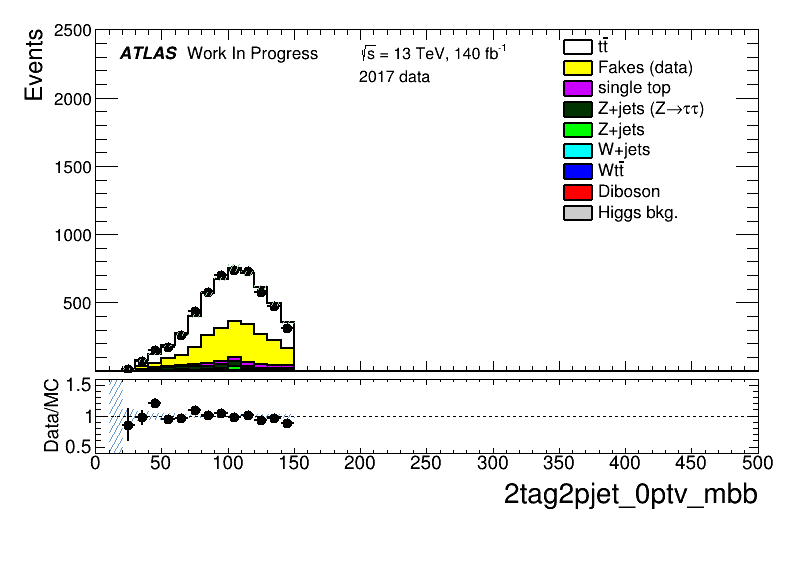 2500
2000
1500
1000
500
Events
ATLAS Work In Progress
√s = 13 TeV, 140 fb⁻¹
2017 data
tt̄
Fakes (data)
single top
Z+jets (Z→ττ)
Z+jets
W+jets
Wtt̄
Diboson
Higgs bkg.
Data/MC
1.5
1
0.5
0 50 100 150 200 250 300 350 400 450 500
2tag2pjet_0ptv_mbb